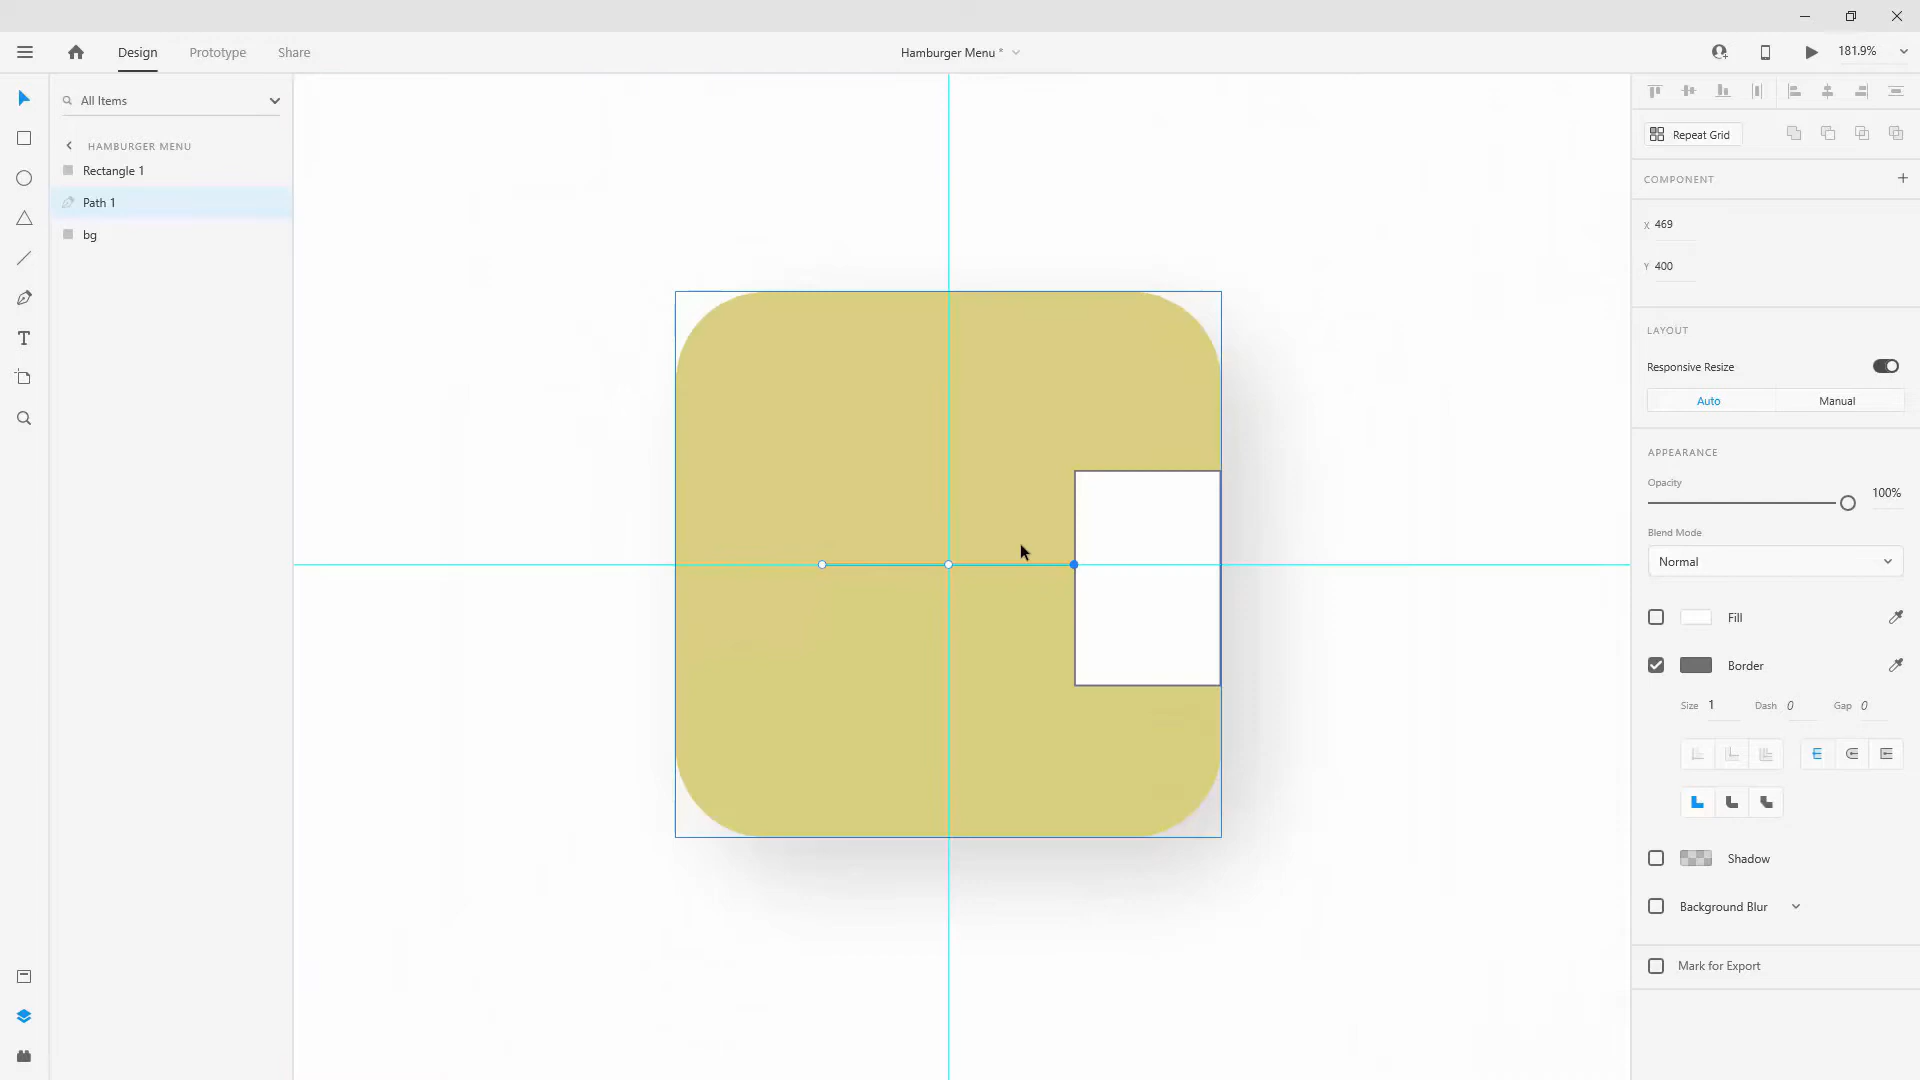 Design
Prototype
Share
Hamburger Menu *
181.9%
All Items
HAMBURGER MENU
Rectangle 1
Path 1
bg
Repeat Grid
COMPONENT
X 469
Y 400
LAYOUT
Responsive Resize
Auto
Manual
APPEARANCE
Opacity
100%
Blend Mode
Normal
Fill
Border
Size 1 Dash 0 Gap 0
Shadow
Background Blur
Mark for Export